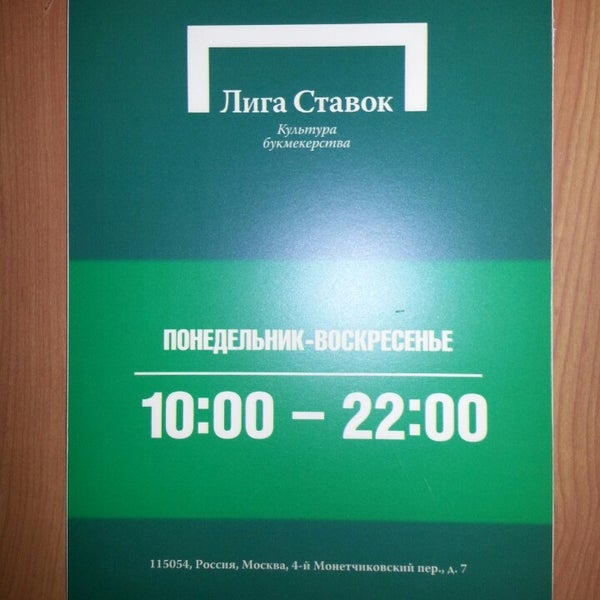 Лига Ставок
Культура
букмекерства
ПОНЕДЕЛЬНИК-ВОСКРЕСЕНЬЕ
10:00 – 22:00
115054, Россия, Москва, 4-й Монетчиковский пер., д. 7